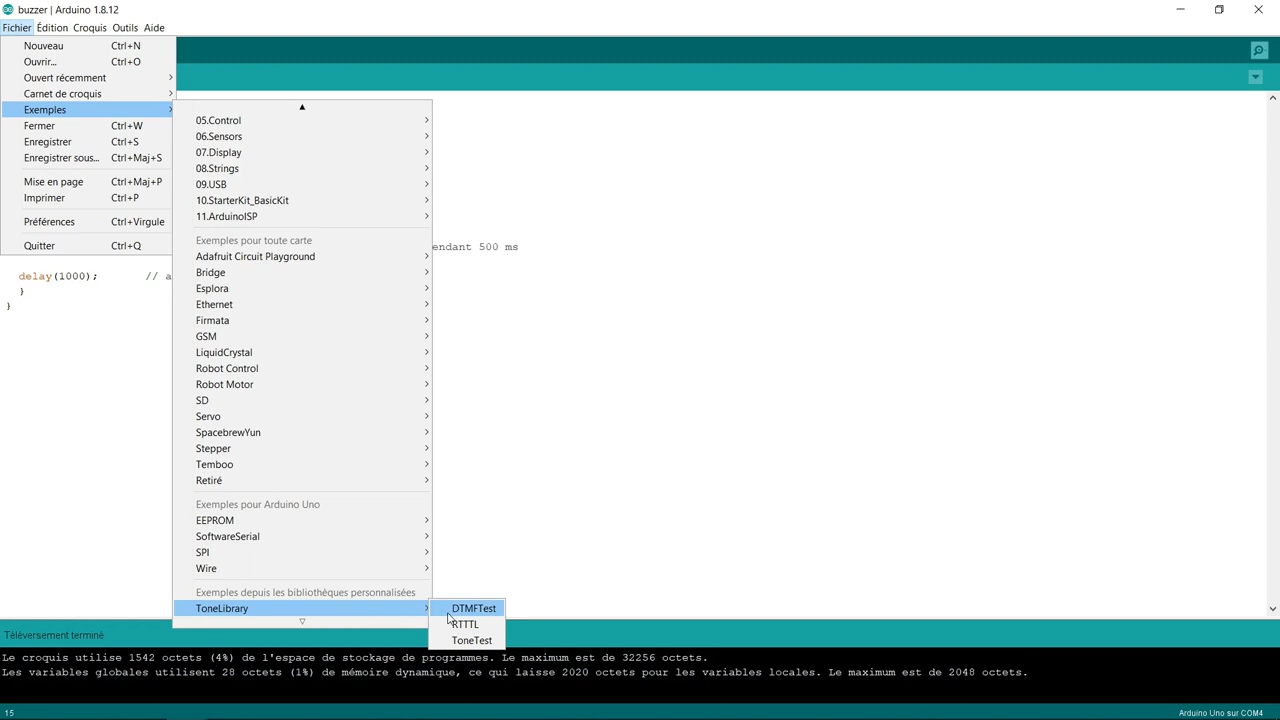 buzzer | Arduino 1.8.12
Fichier Édition Croquis Outils Aide
Nouveau Ctrl+N
Ouvrir... Ctrl+O
Ouvert récemment
Carnet de croquis
Exemples
Fermer Ctrl+W
Enregistrer Ctrl+S
Enregistrer sous... Ctrl+Maj+S
Mise en page Ctrl+Maj+P
Imprimer Ctrl+P
Préférences Ctrl+Virgule
Quitter Ctrl+Q
05.Control
06.Sensors
07.Display
08.Strings
09.USB
10.StarterKit_BasicKit
11.ArduinoISP
Exemples pour toute carte
Adafruit Circuit Playground
Bridge
Esplora
Ethernet
Firmata
GSM
LiquidCrystal
Robot Control
Robot Motor
SD
Servo
SpacebrewYun
Stepper
Temboo
Retiré
Exemples pour Arduino Uno
EEPROM
SoftwareSerial
SPI
Wire
Exemples depuis les bibliothèques personnalisées
ToneLibrary
DTMFTest
RTTTL
ToneTest
endant 500 ms
delay(1000); // a
}
}
Téléversement terminé
Le croquis utilise 1542 octets (4%) de l'espace de stockage de programmes. Le maximum est de 32256 octets.
Les variables globales utilisent 28 octets (1%) de mémoire dynamique, ce qui laisse 2020 octets pour les variables locales. Le maximum est de 2048 octets.
15 Arduino Uno sur COM4